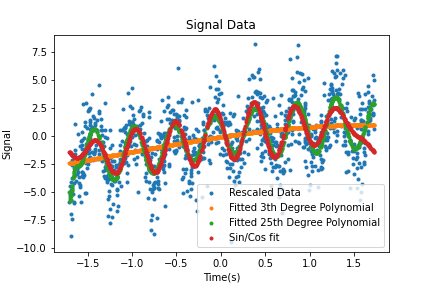 Signal Data
7.5
5.0
2.5
0.0
−2.5
−5.0
−7.5
−10.0
Signal
Rescaled Data
Fitted 3th Degree Polynomial
Fitted 25th Degree Polynomial
Sin/Cos fit
−1.5 −1.0 −0.5 0.0 0.5 1.0 1.5
Time(s)